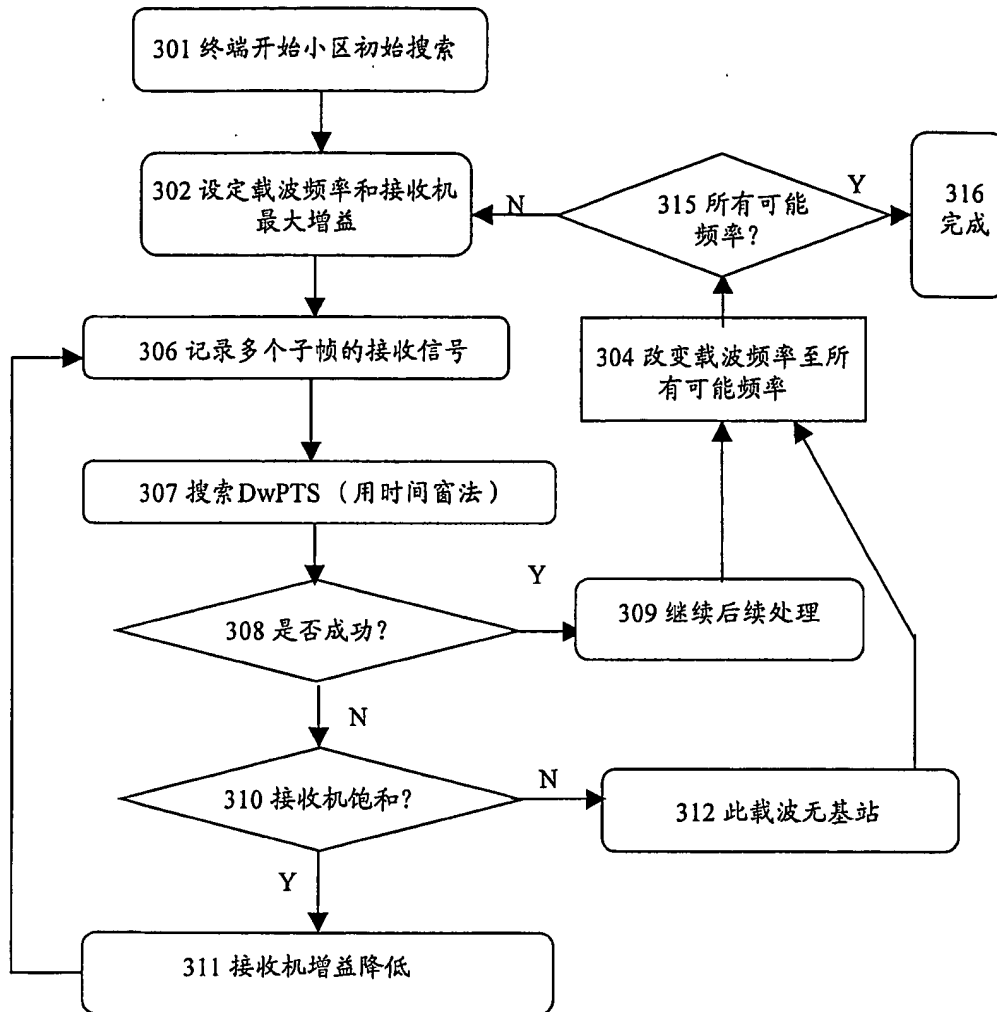 301 终端开始小区初始搜索
302 设定载波频率和接收机
最大增益
N
315 所有可能
频率?
Y
316
完成
306 记录多个子帧的接收信号
304 改变载波频率至所
有可能频率
307 搜索DwPTS（用时间窗法）
308 是否成功?
Y
309 继续后续处理
N
310 接收机饱和?
N
312 此载波无基站
Y
311 接收机增益降低